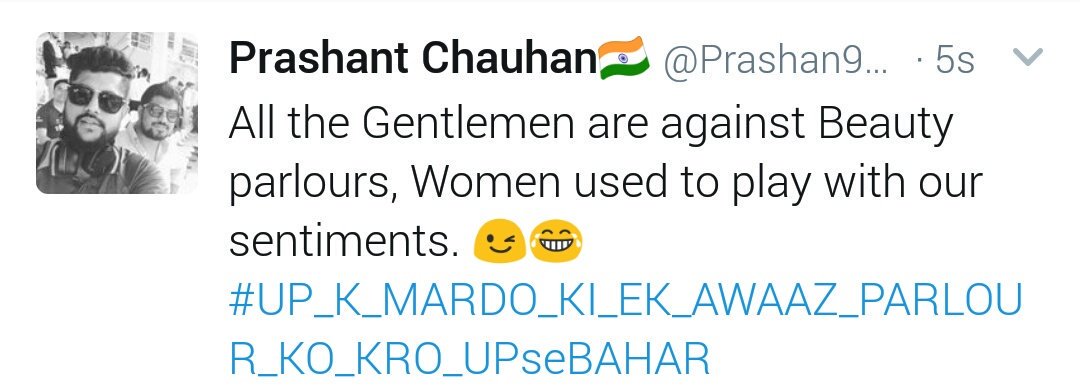 Prashant Chauhan🇮🇳 @Prashan9... · 5s
All the Gentlemen are against Beauty
parlours, Women used to play with our
sentiments. 😉😂
#UP_K_MARDO_KI_EK_AWAAZ_PARLOU
R_KO_KRO_UPseBAHAR